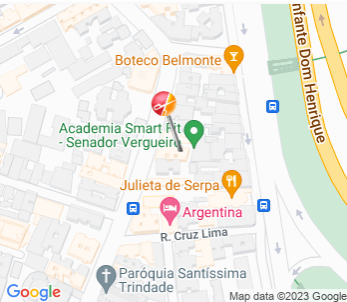 Infante Dom Henrique
Boteco Belmonte
Academia Smart Fit
- Senador Vergueiro
Julieta de Serpa
Argentina
R. Cruz Lima
Paróquia Santíssima
Trindade
Google
Map data ©2023 Google